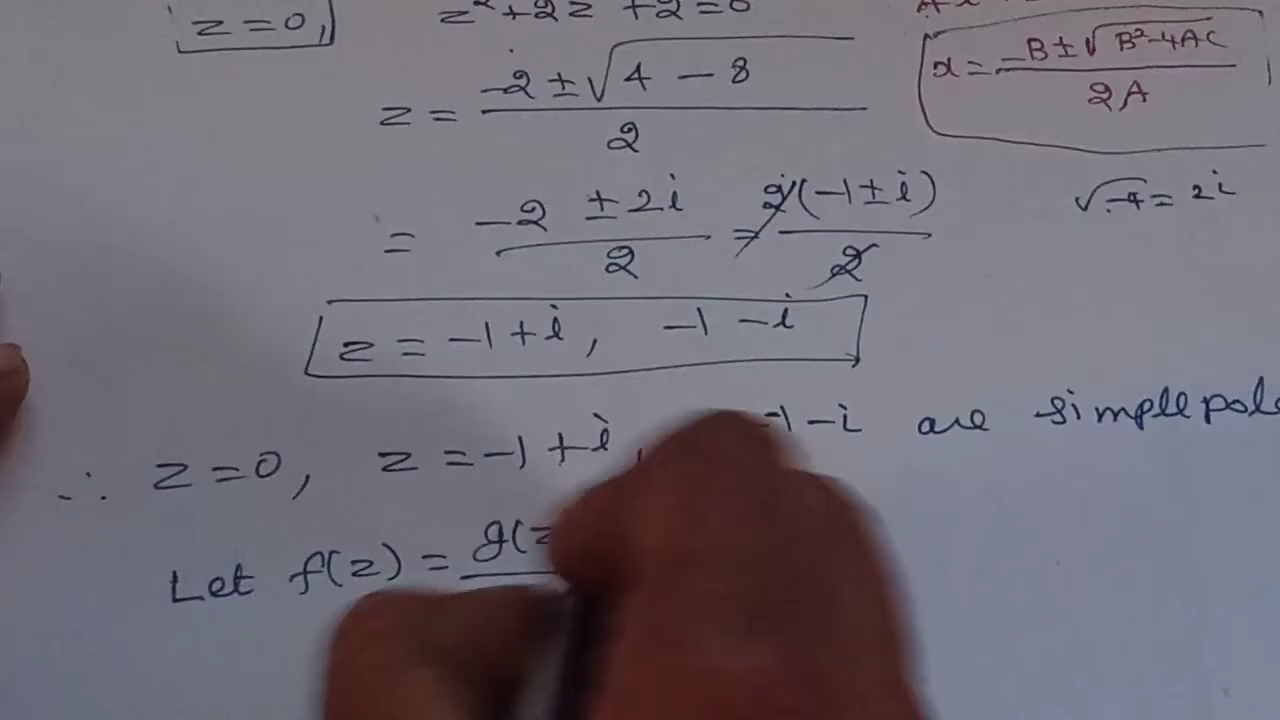 z = 0, z²+2z +2=0
z = (-2 ± √(4 - 8))/2
x = (-B ± √(B²-4AC))/(2A)
= (-2 ± 2i)/2 = 2(-1 ± i)/2
√-4 = 2i
z = -1+i, -1 -i
∴ z = 0, z = -1 + i, -1 - i are simple pole
Let f(z) = g(z